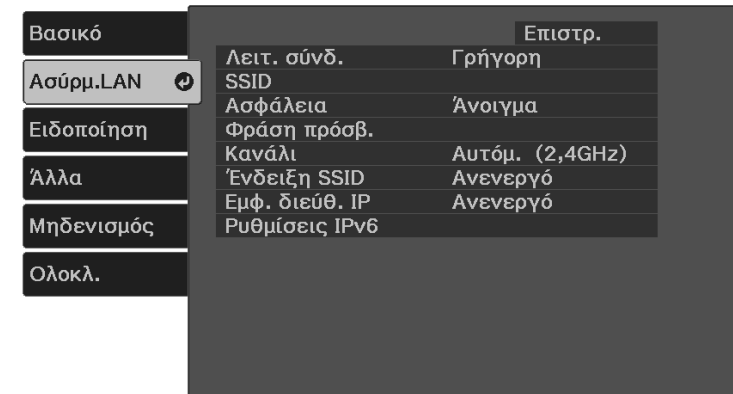 Βασικό
Ασύρμ.LAN
Ειδοποίηση
Άλλα
Μηδενισμός
Ολοκλ.
Επιστρ.
Λειτ. σύνδ. Γρήγορη
SSID
Ασφάλεια Άνοιγμα
Φράση πρόσβ.
Κανάλι Αυτόμ. (2,4GHz)
Ένδειξη SSID Ανενεργό
Εμφ. διεύθ. IP Ανενεργό
Ρυθμίσεις IPv6